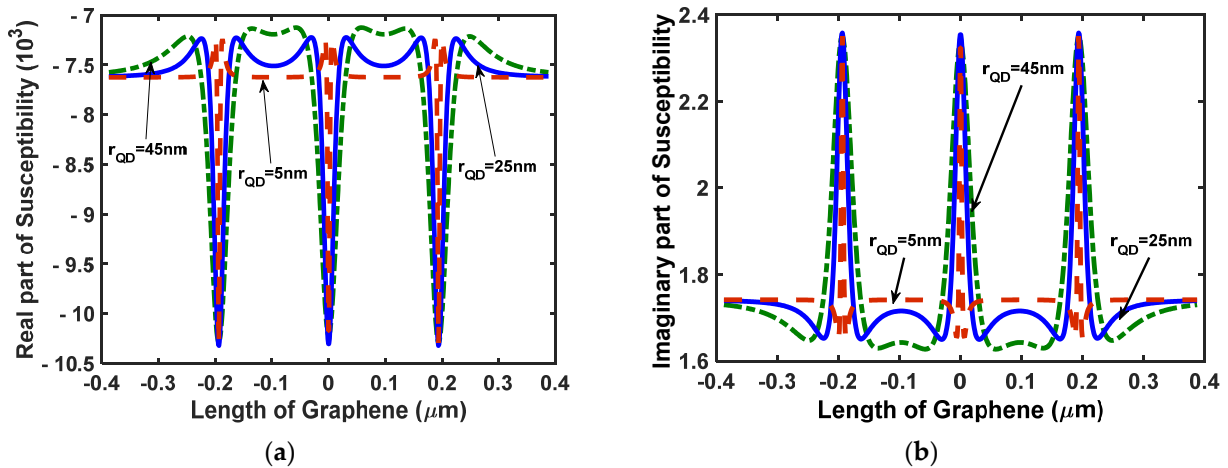 Real part of Susceptibility (10³)
- 7
- 7.5
- 8
- 8.5
- 9
- 9.5
- 10
- 10.5
-0.4 -0.3 -0.2 -0.1 0 0.1 0.2 0.3 0.4
Length of Graphene (μm)
r_QD=45nm
r_QD=5nm
r_QD=25nm
(a)
Imaginary part of Susceptibility
2.4
2.2
2
1.8
1.6
-0.4 -0.3 -0.2 -0.1 0 0.1 0.2 0.3 0.4
Length of Graphene (μm)
r_QD=45nm
r_QD=5nm
r_QD=25nm
(b)